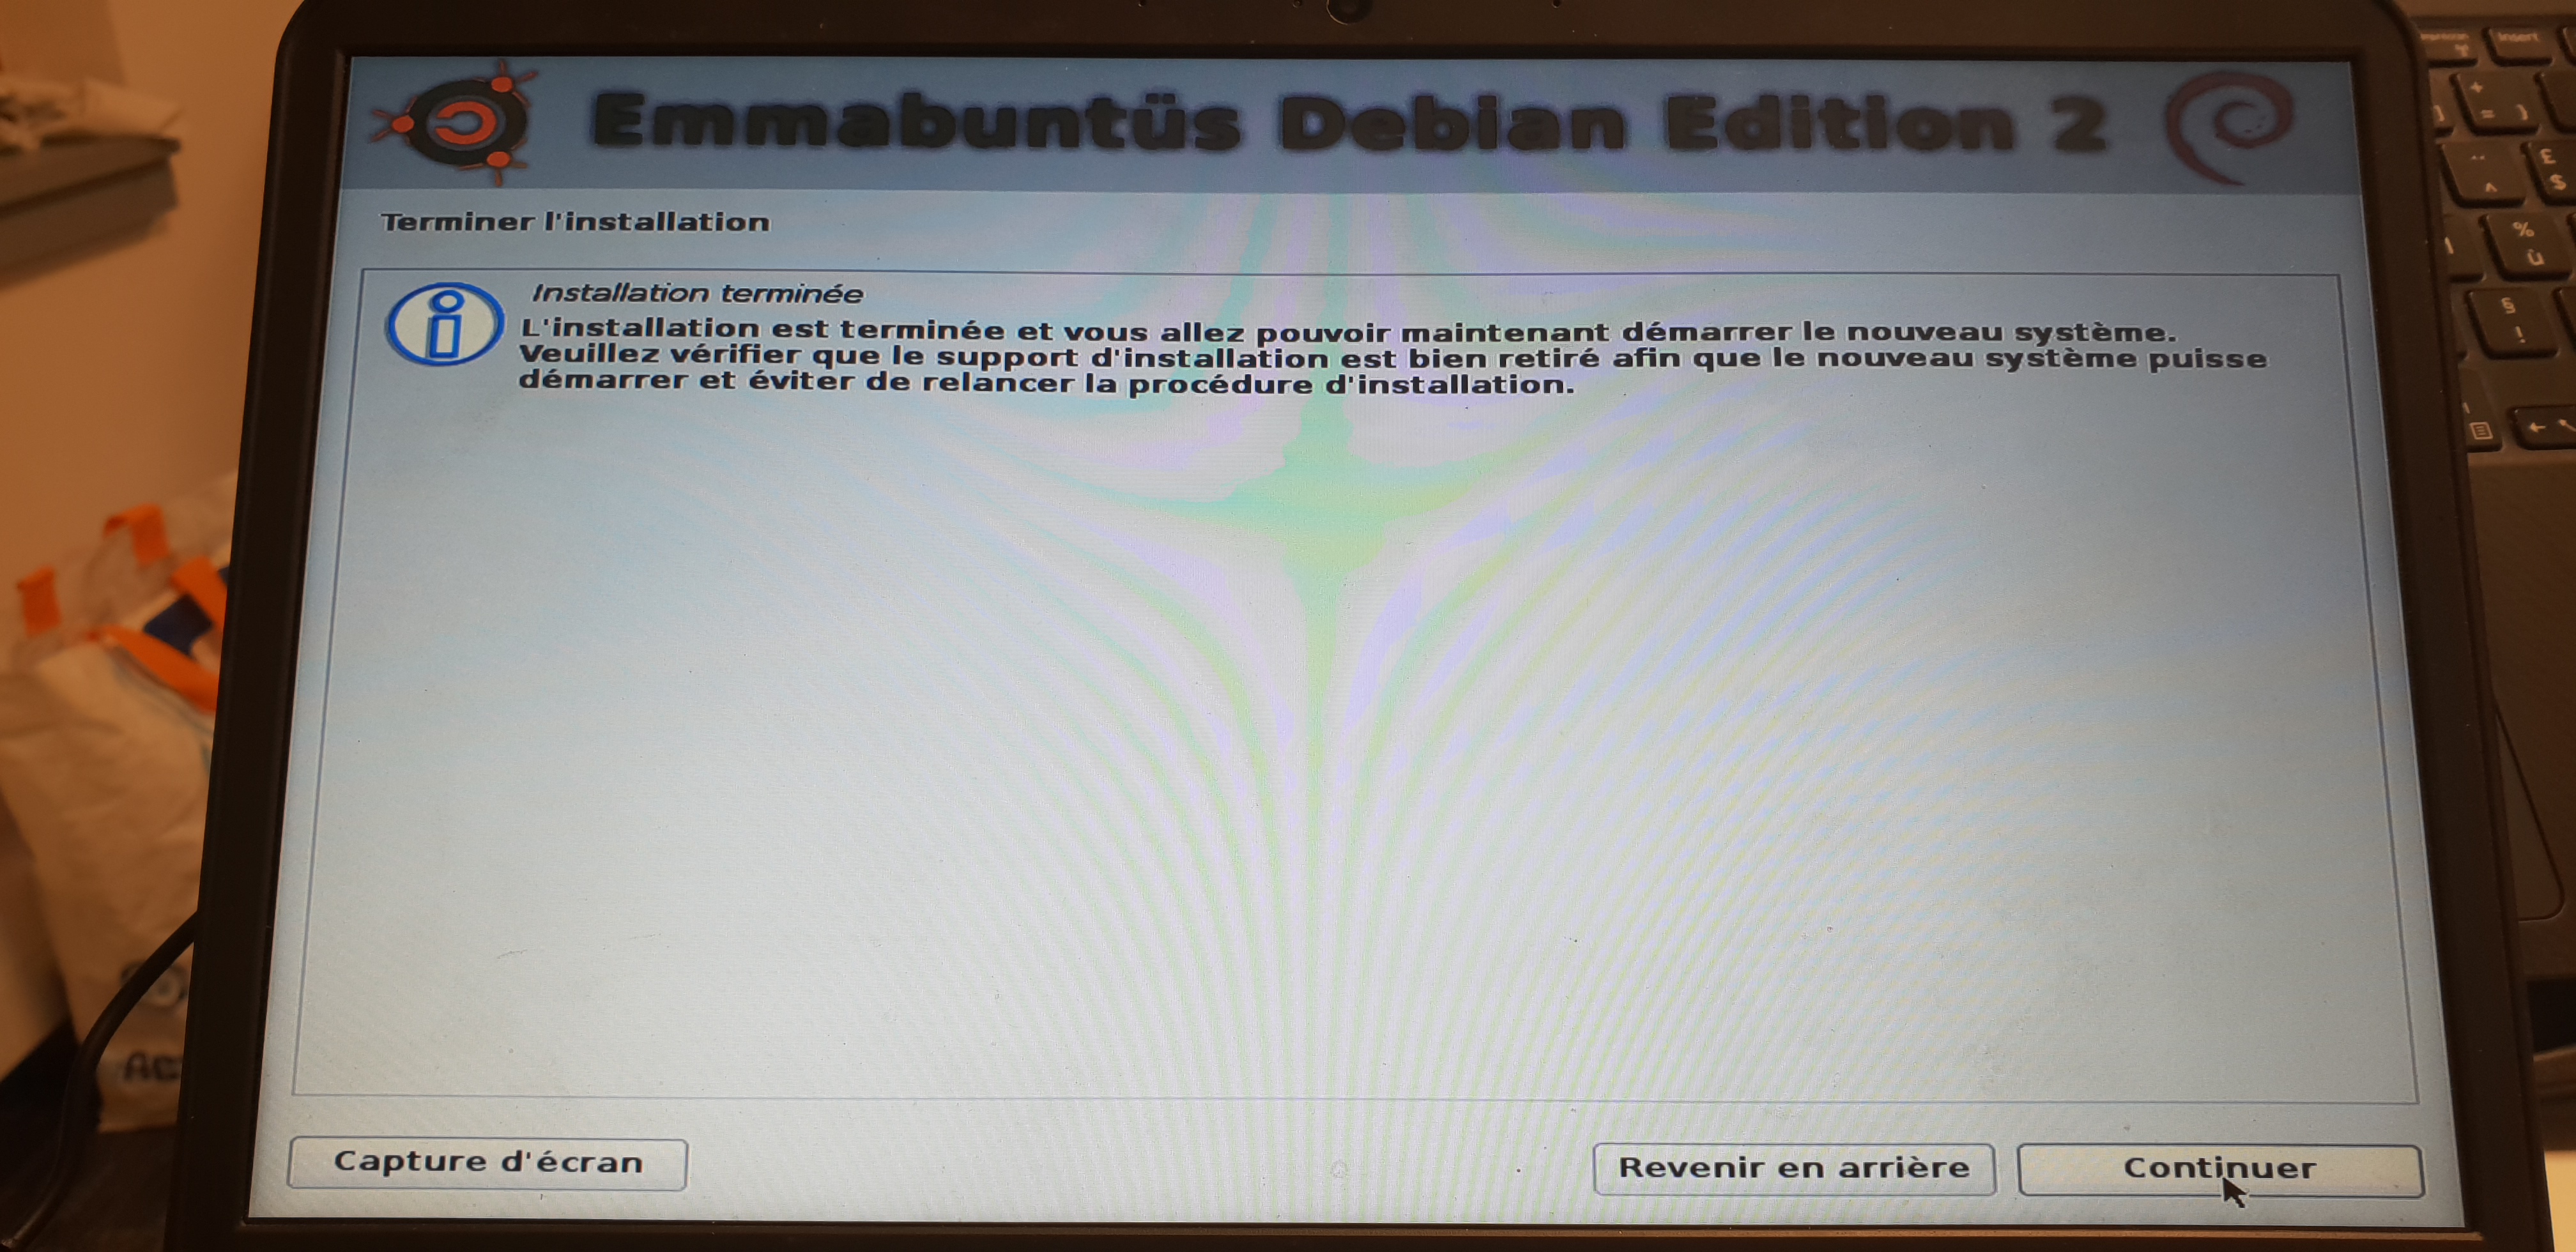 Emmabuntüs Debian Edition 2
Terminer l'installation
Installation terminée
L'installation est terminée et vous allez pouvoir maintenant démarrer le nouveau système.
Veuillez vérifier que le support d'installation est bien retiré afin que le nouveau système puisse
démarrer et éviter de relancer la procédure d'installation.
Capture d'écran
Revenir en arrière
Continuer
Insert
+
= }
¨
^
£
$
%
ù
§
!